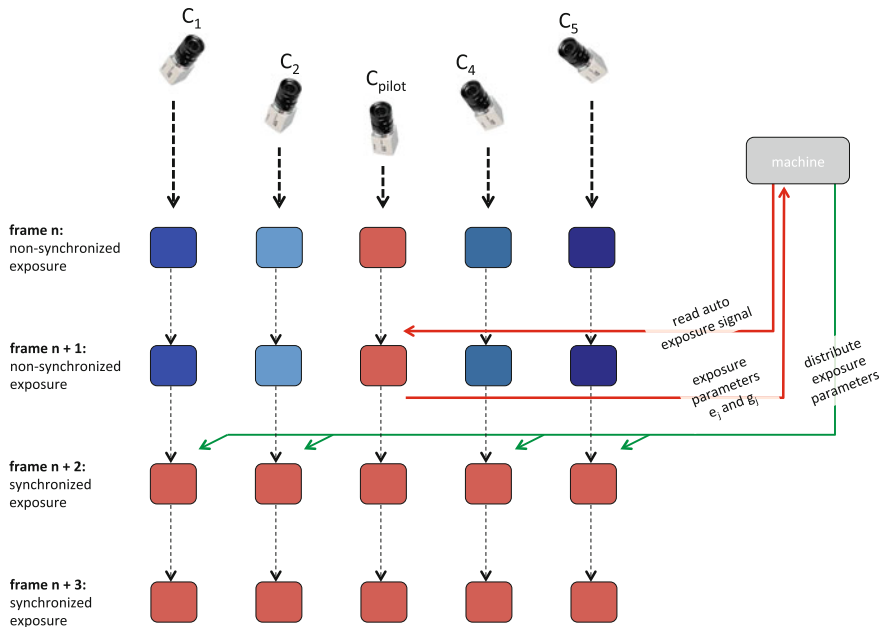 C1
C2
Cpilot
C4
C5
machine
frame n:
non-synchronized
exposure
read auto
exposure signal
frame n + 1:
non-synchronized
exposure
exposure
parameters
ej and gj
distribute
exposure
parameters
frame n + 2:
synchronized
exposure
frame n + 3:
synchronized
exposure